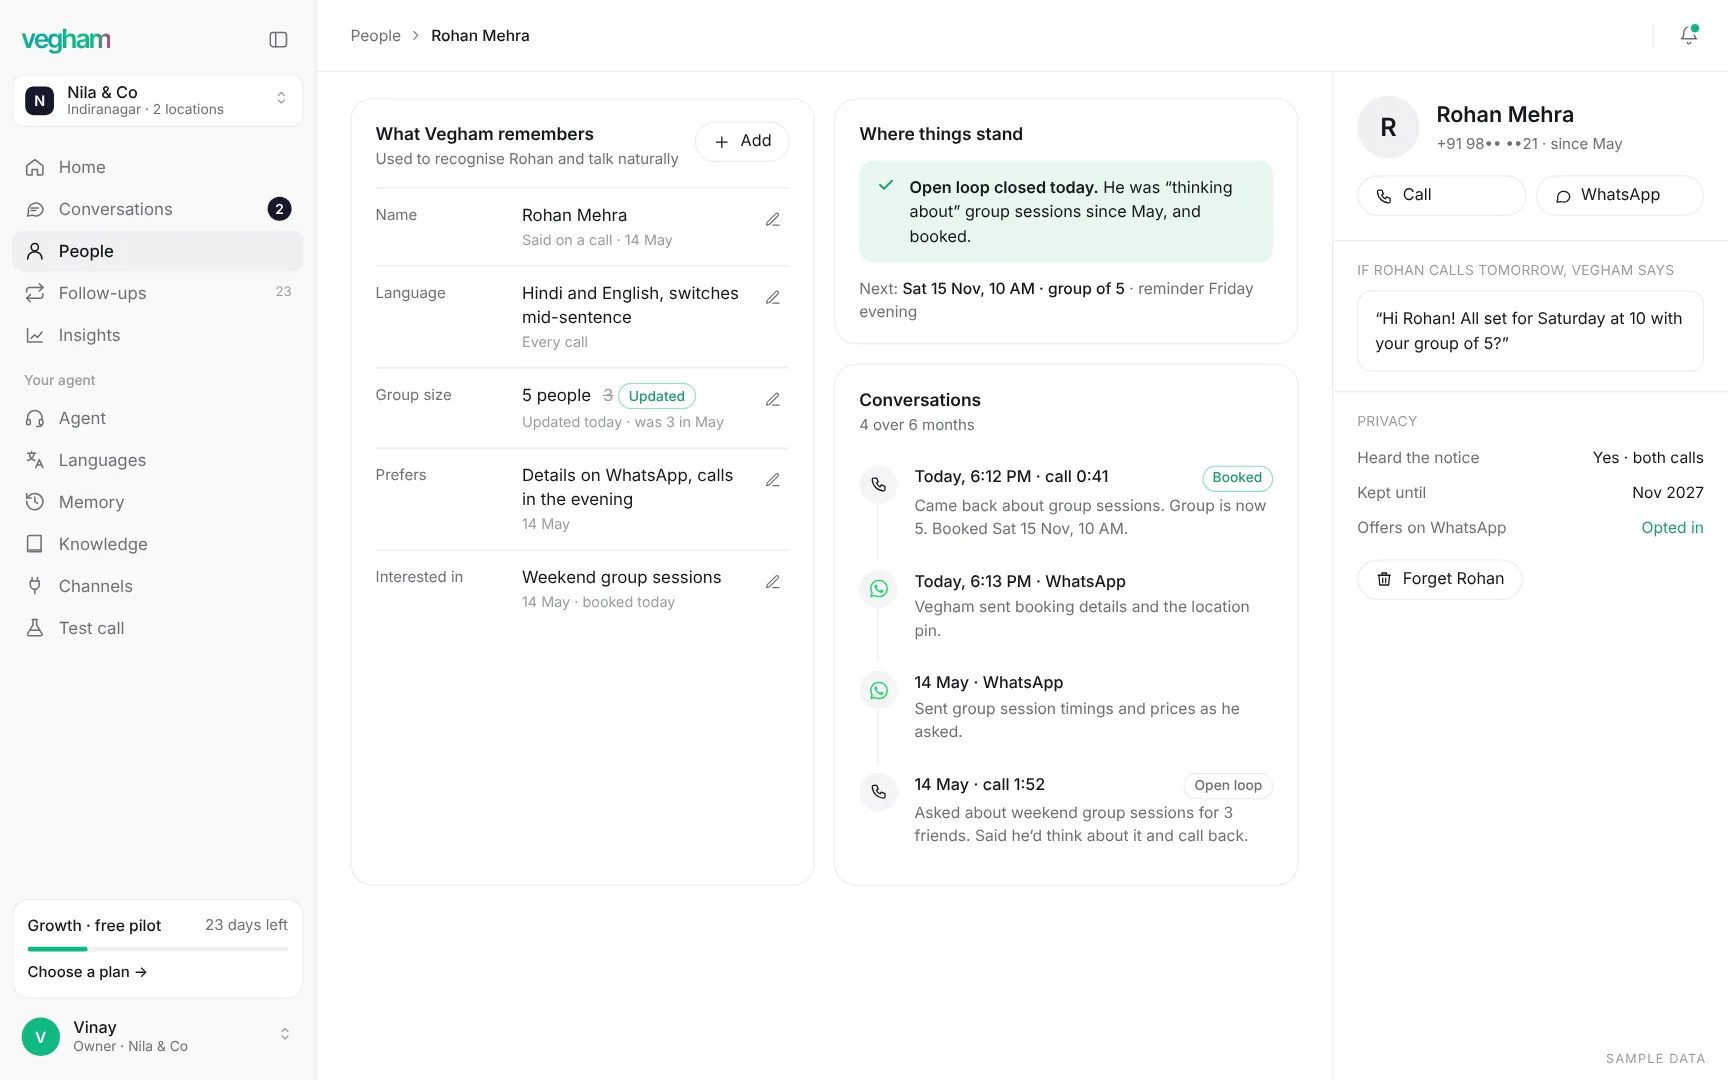 vegham
N
Nila & Co
Indiranagar · 2 locations
Home
Conversations 2
People
Follow-ups 23
Insights
Your agent
Agent
Languages
Memory
Knowledge
Channels
Test call
Growth · free pilot 23 days left
Choose a plan →
V
Vinay
Owner · Nila & Co
People > Rohan Mehra
What Vegham remembers
Used to recognise Rohan and talk naturally
+ Add
Name
Rohan Mehra
Said on a call · 14 May
Language
Hindi and English, switches
mid-sentence
Every call
Group size
5 people 3 Updated
Updated today · was 3 in May
Prefers
Details on WhatsApp, calls
in the evening
14 May
Interested in
Weekend group sessions
14 May · booked today
Where things stand
Open loop closed today. He was “thinking
about” group sessions since May, and
booked.
Next: Sat 15 Nov, 10 AM · group of 5 · reminder Friday
evening
Conversations
4 over 6 months
Today, 6:12 PM · call 0:41 Booked
Came back about group sessions. Group is now
5. Booked Sat 15 Nov, 10 AM.
Today, 6:13 PM · WhatsApp
Vegham sent booking details and the location
pin.
14 May · WhatsApp
Sent group session timings and prices as he
asked.
14 May · call 1:52 Open loop
Asked about weekend group sessions for 3
friends. Said he’d think about it and call back.
R
Rohan Mehra
+91 98•• ••21 · since May
Call
WhatsApp
IF ROHAN CALLS TOMORROW, VEGHAM SAYS
“Hi Rohan! All set for Saturday at 10 with
your group of 5?”
PRIVACY
Heard the notice Yes · both calls
Kept until Nov 2027
Offers on WhatsApp Opted in
Forget Rohan
SAMPLE DATA